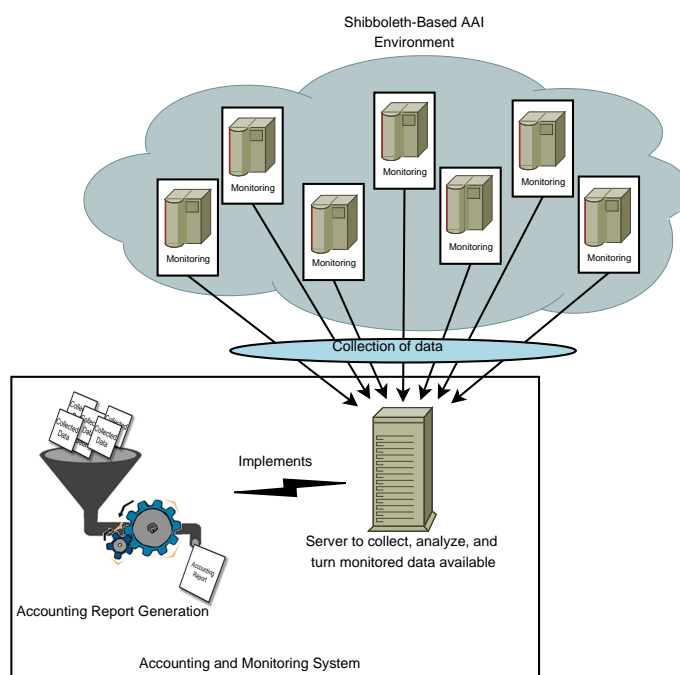 Shibboleth-Based AAI
Environment
Monitoring
Monitoring
Monitoring
Monitoring
Monitoring
Monitoring
Monitoring
Collection of data
Collected
Data
Accounting
Report
Implements
Server to collect, analyze, and
turn monitored data available
Accounting Report Generation
Accounting and Monitoring System